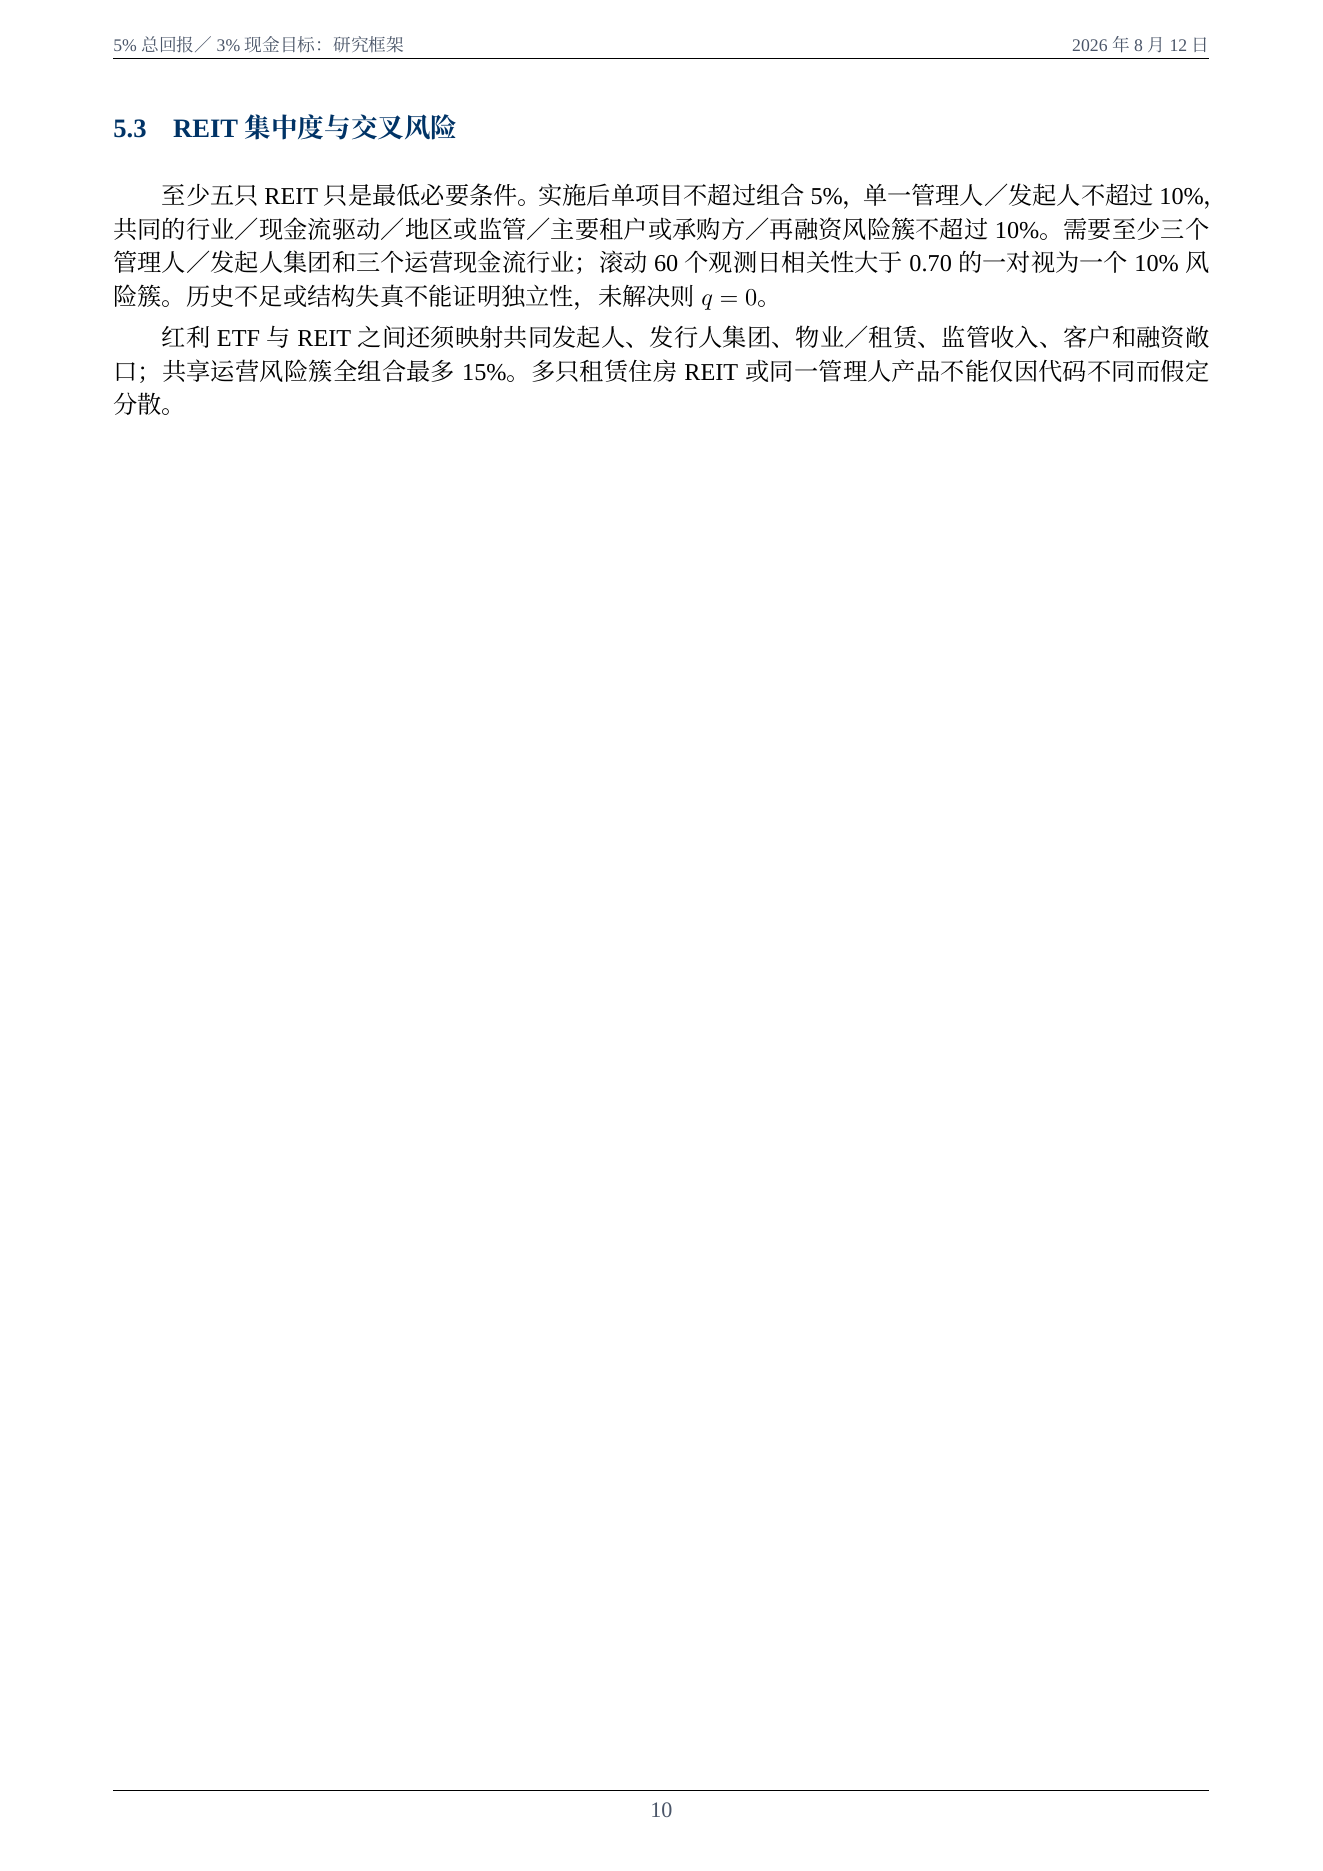 5% 总回报／ 3% 现金目标：研究框架
2026 年 8 月 12 日
5.3 REIT 集中度与交叉风险
至少五只 REIT 只是最低必要条件。实施后单项目不超过组合 5%，单一管理人／发起人不超过 10%,
共同的行业／现金流驱动／地区或监管／主要租户或承购方／再融资风险簇不超过 10%。需要至少三个
管理人／发起人集团和三个运营现金流行业；滚动 60 个观测日相关性大于 0.70 的一对视为一个 10% 风
险簇。历史不足或结构失真不能证明独立性，未解决则 q = 0。
红利 ETF 与 REIT 之间还须映射共同发起人、发行人集团、物业／租赁、监管收入、客户和融资敞
口；共享运营风险簇全组合最多 15%。多只租赁住房 REIT 或同一管理人产品不能仅因代码不同而假定
分散。
10